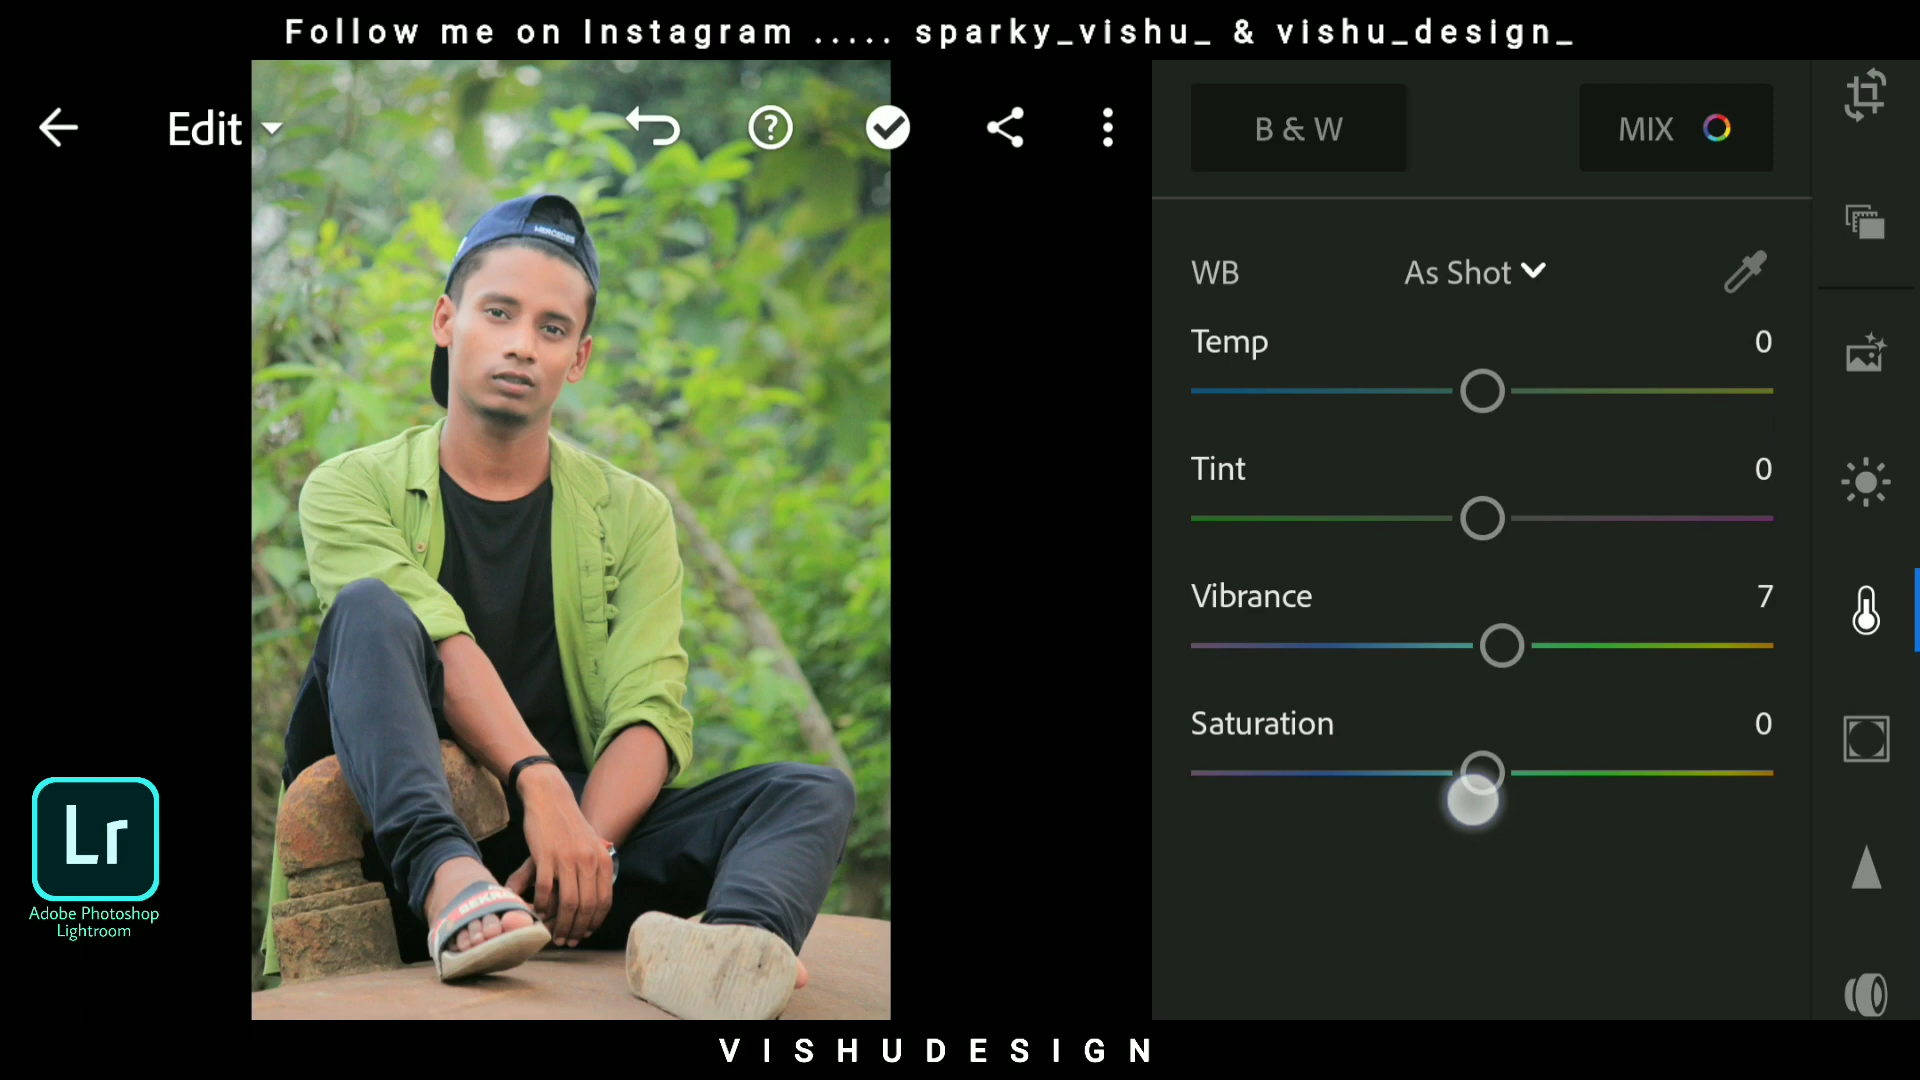 Follow me on Instagram ..... sparky_vishu_ & vishu_design_
Edit
B & W
MIX
WB
As Shot
Temp
0
Tint
0
Vibrance
7
Saturation
0
MERCEDES
Lr
Adobe Photoshop
Lightroom
VISHUDESIGN